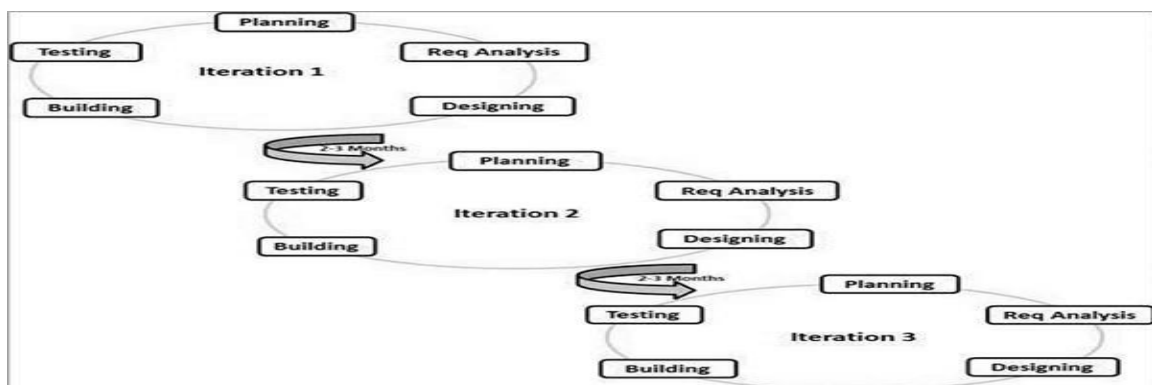 Planning
Testing
Req Analysis
Iteration 1
Building
Designing
2-3 Months
Planning
Testing
Req Analysis
Iteration 2
Designing
Building
2-3 Months
Planning
Testing
Req Analysis
Iteration 3
Building
Designing